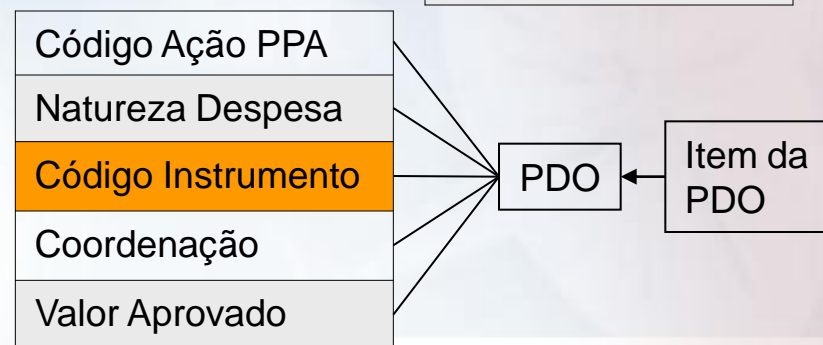 Código Ação PPA
Natureza Despesa
Código Instrumento
Coordenação
Valor Aprovado
PDO
Item da
PDO